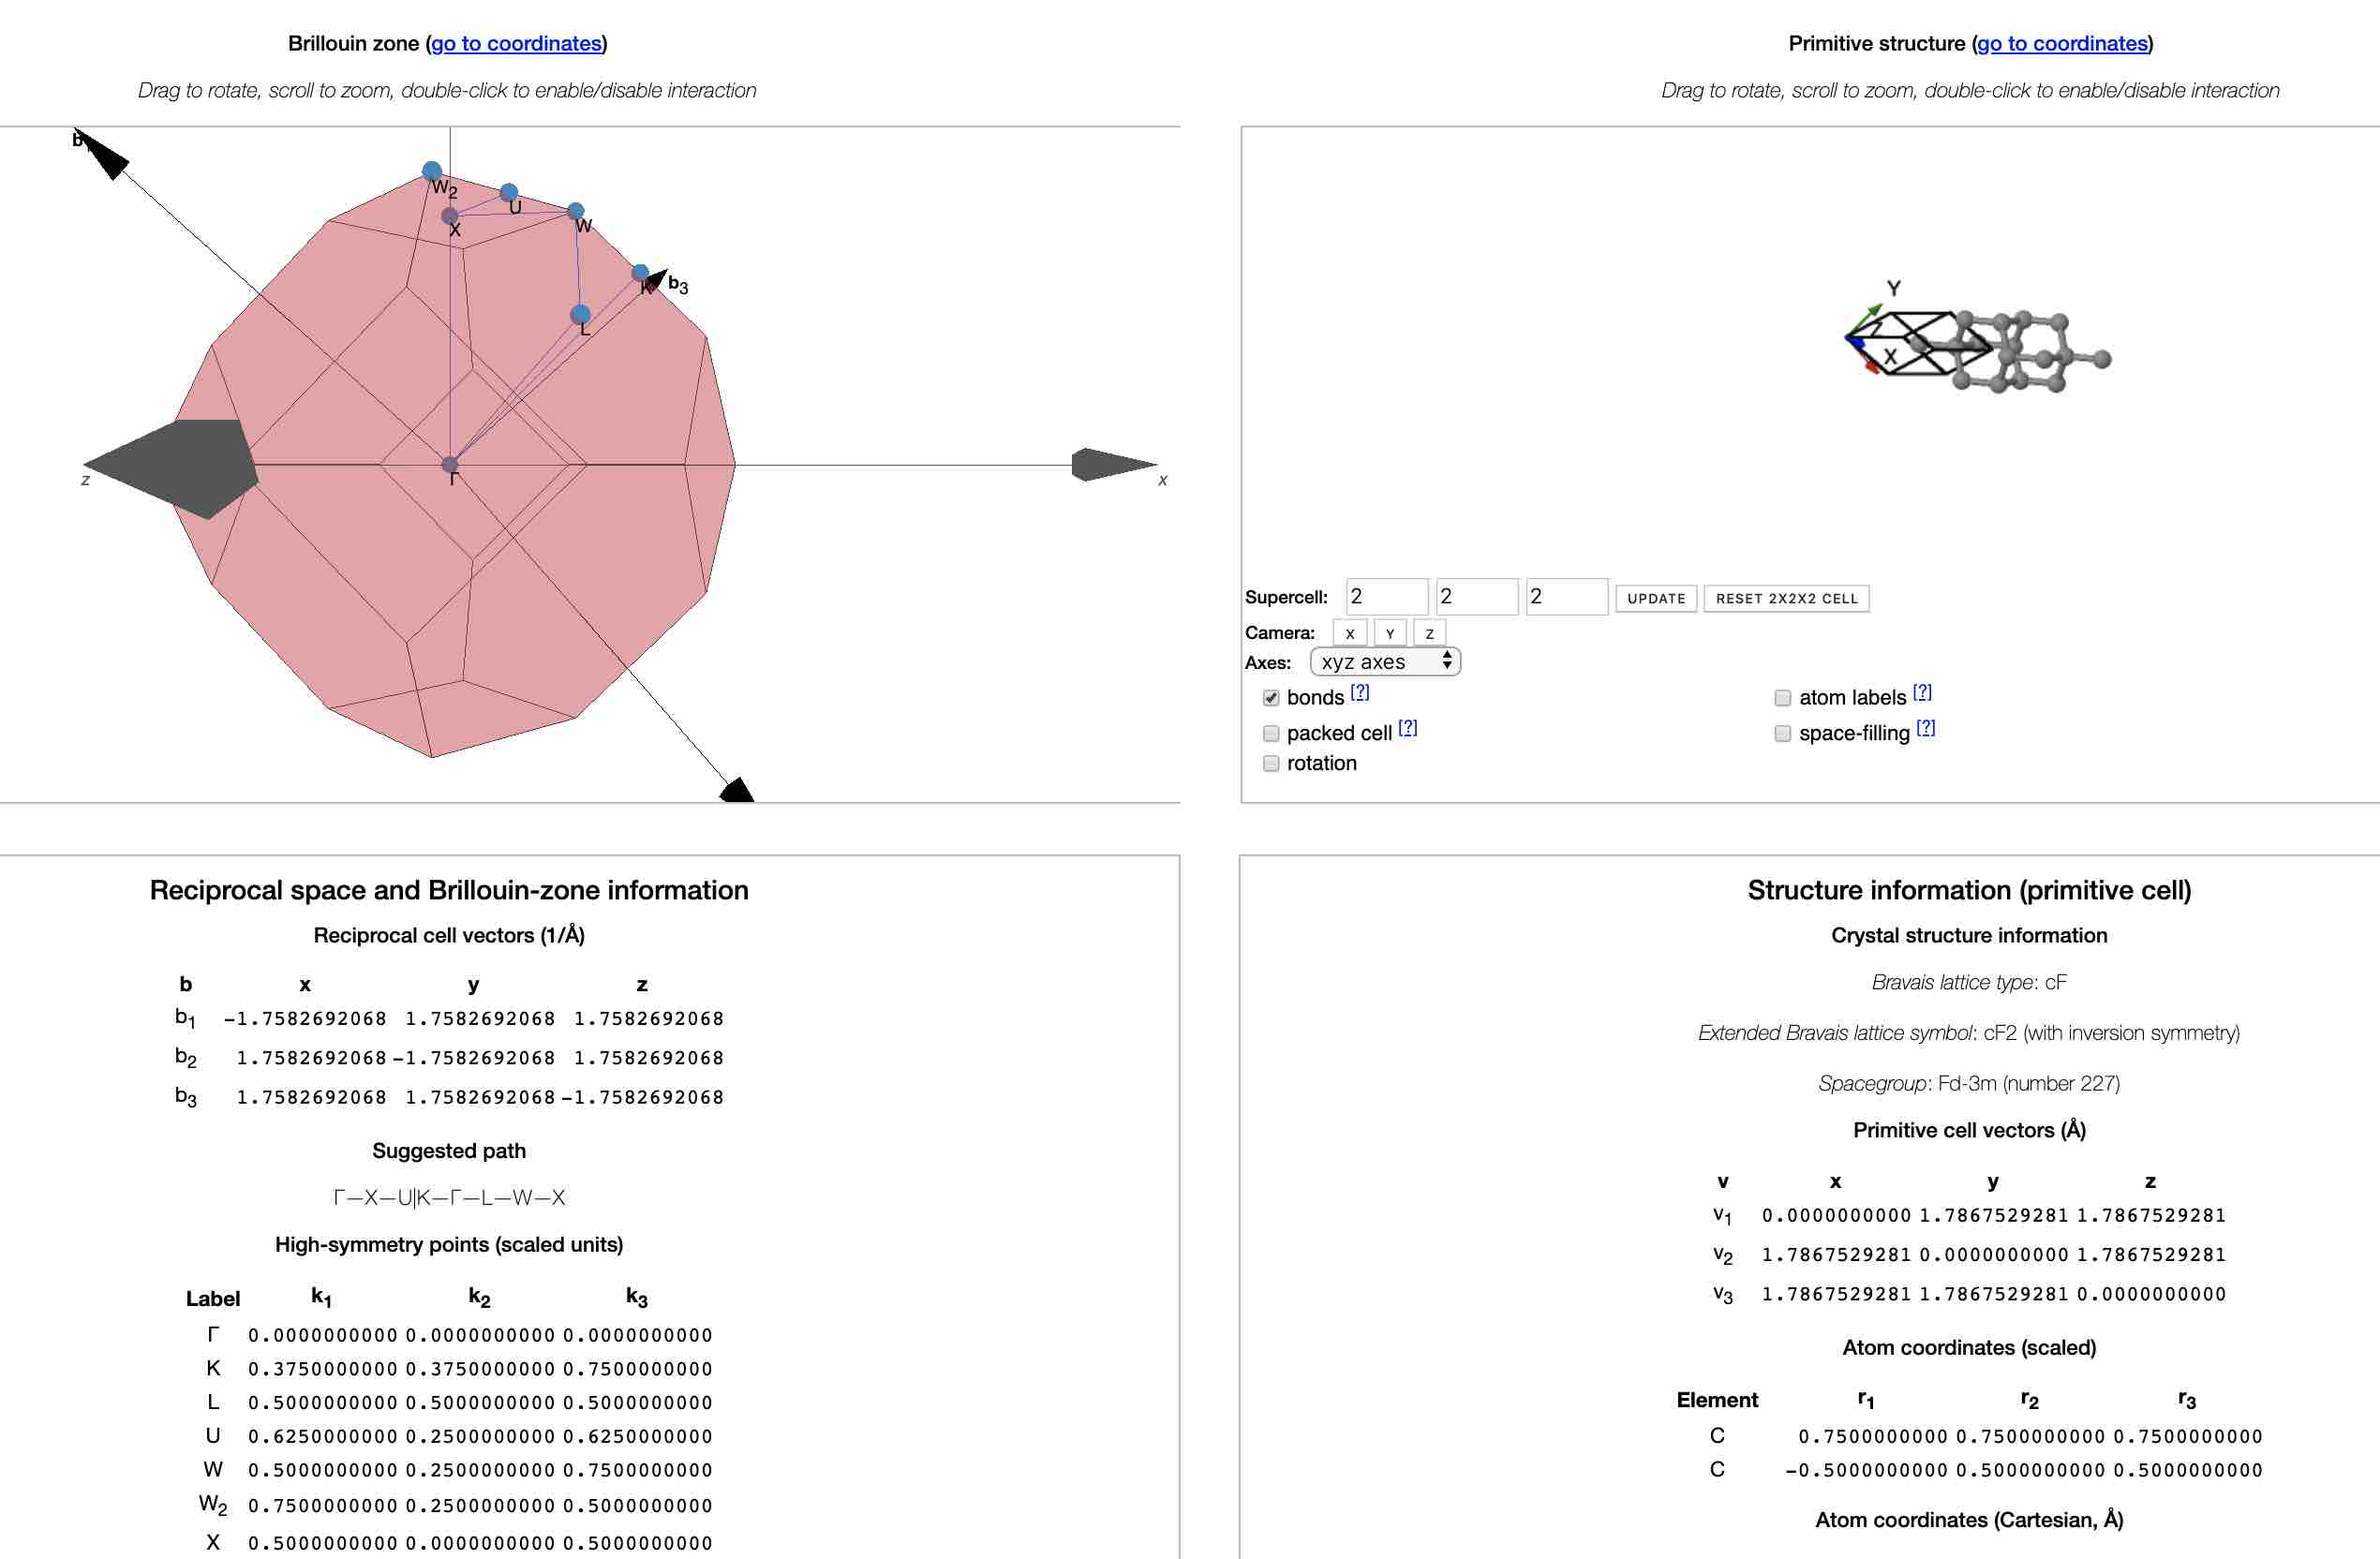 Brillouin zone (go to coordinates)
Drag to rotate, scroll to zoom, double-click to enable/disable interaction
b
W2
U
X
W
K
b3
L
Γ
z
x
Primitive structure (go to coordinates)
Drag to rotate, scroll to zoom, double-click to enable/disable interaction
Y
Z
X
Supercell: 2 2 2 UPDATE RESET 2X2X2 CELL
Camera: X Y Z
Axes: xyz axes
bonds [?] atom labels [?]
packed cell [?] space-filling [?]
rotation
Reciprocal space and Brillouin-zone information
Reciprocal cell vectors (1/Å)
b x y z
b1 -1.7582692068 1.7582692068 1.7582692068
b2 1.7582692068 -1.7582692068 1.7582692068
b3 1.7582692068 1.7582692068 -1.7582692068
Suggested path
Γ—X—U|K—Γ—L—W—X
High-symmetry points (scaled units)
Label k1 k2 k3
Γ 0.0000000000 0.0000000000 0.0000000000
K 0.3750000000 0.3750000000 0.7500000000
L 0.5000000000 0.5000000000 0.5000000000
U 0.6250000000 0.2500000000 0.6250000000
W 0.5000000000 0.2500000000 0.7500000000
W2 0.7500000000 0.2500000000 0.5000000000
X 0.5000000000 0.0000000000 0.5000000000
Structure information (primitive cell)
Crystal structure information
Bravais lattice type: cF
Extended Bravais lattice symbol: cF2 (with inversion symmetry)
Spacegroup: Fd-3m (number 227)
Primitive cell vectors (Å)
v x y z
v1 0.0000000000 1.7867529281 1.7867529281
v2 1.7867529281 0.0000000000 1.7867529281
v3 1.7867529281 1.7867529281 0.0000000000
Atom coordinates (scaled)
Element r1 r2 r3
C 0.7500000000 0.7500000000 0.7500000000
C -0.5000000000 0.5000000000 0.5000000000
Atom coordinates (Cartesian, Å)